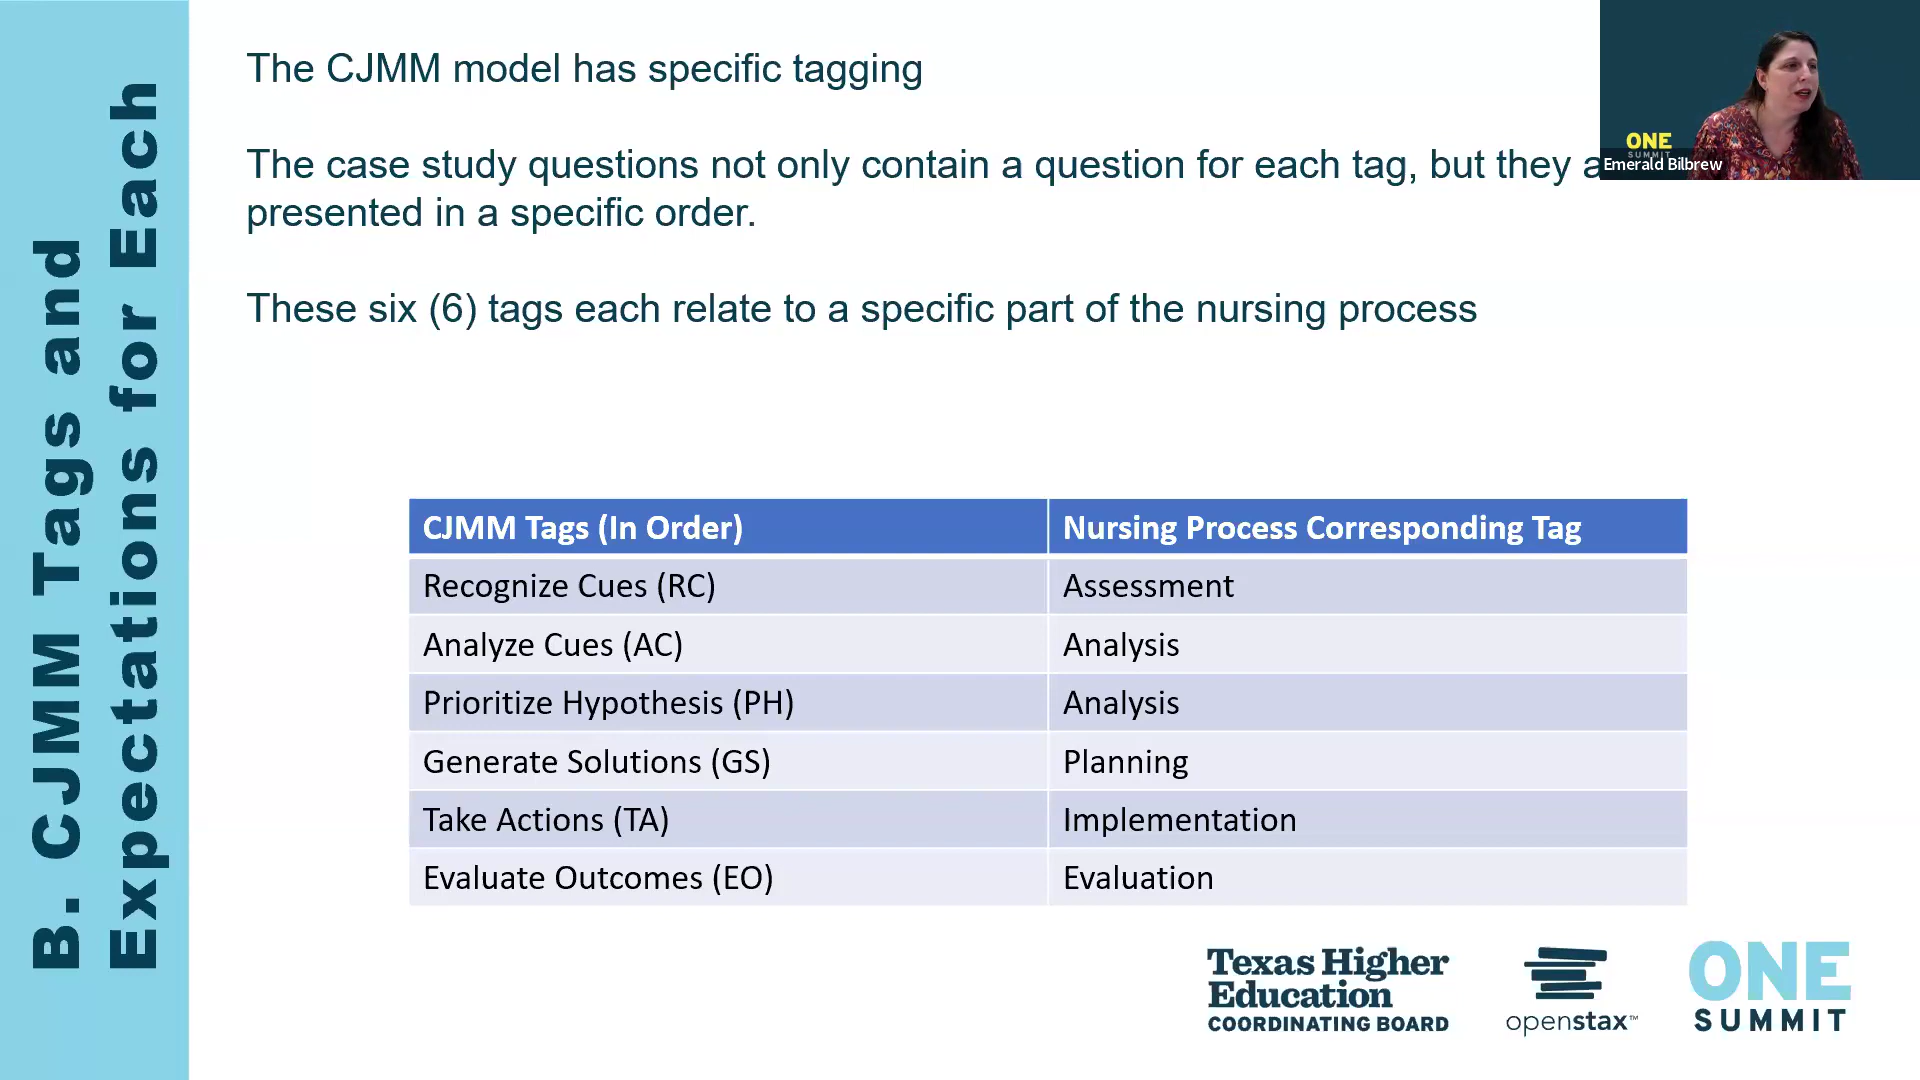 B. CJMM Tags and
Expectations for Each
The CJMM model has specific tagging
The case study questions not only contain a question for each tag, but they
presented in a specific order.
These six (6) tags each relate to a specific part of the nursing process
ONE
SUMMIT
Emerald Bilbrew
CJMM Tags (In Order) Nursing Process Corresponding Tag
Recognize Cues (RC) Assessment
Analyze Cues (AC) Analysis
Prioritize Hypothesis (PH) Analysis
Generate Solutions (GS) Planning
Take Actions (TA) Implementation
Evaluate Outcomes (EO) Evaluation
Texas Higher
Education
COORDINATING BOARD
openstax™
ONE
SUMMIT